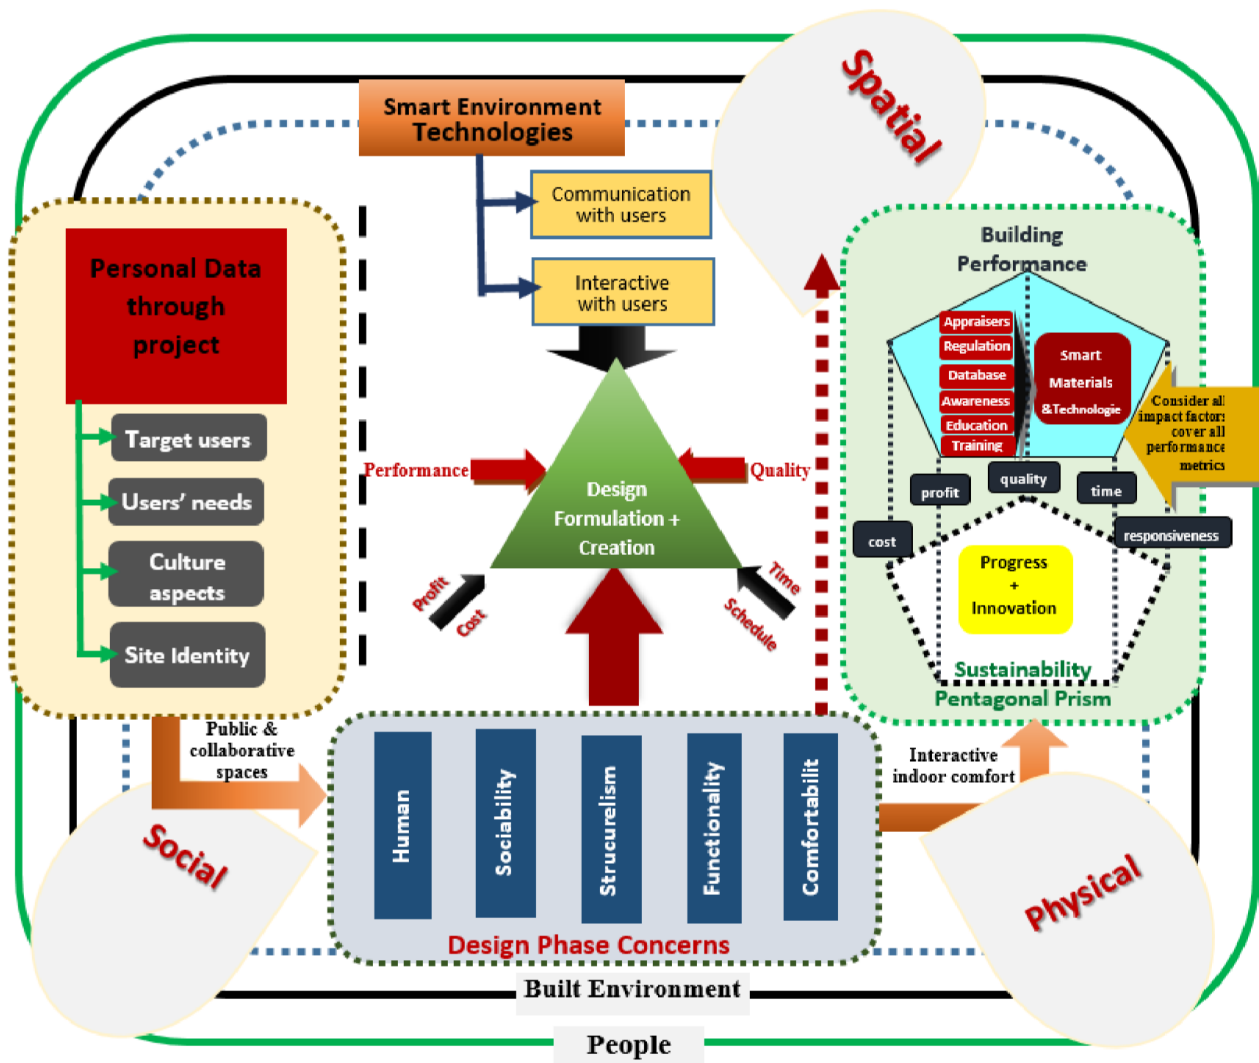 Spatial
Smart Environment
Technologies
Communication
with users
Interactive
with users
Personal Data
through
project
Target users
Users' needs
Culture
aspects
Site Identity
Performance
Quality
Design
Formulation +
Creation
Profit
Cost
Time
Schedule
Building
Performance
Appraisers
Regulation
Database
Awareness
Education
Training
Smart
Materials
&Technologie
Consider all
impact factors
cover all
performance
metrics
quality
profit
time
cost
responsiveness
Progress
+
Innovation
Sustainability
Pentagonal Prism
Public &
collaborative
spaces
Interactive
indoor comfort
Social
Human
Sociability
Strucurelism
Functionality
Comfortabilit
Design Phase Concerns
Physical
Built Environment
People